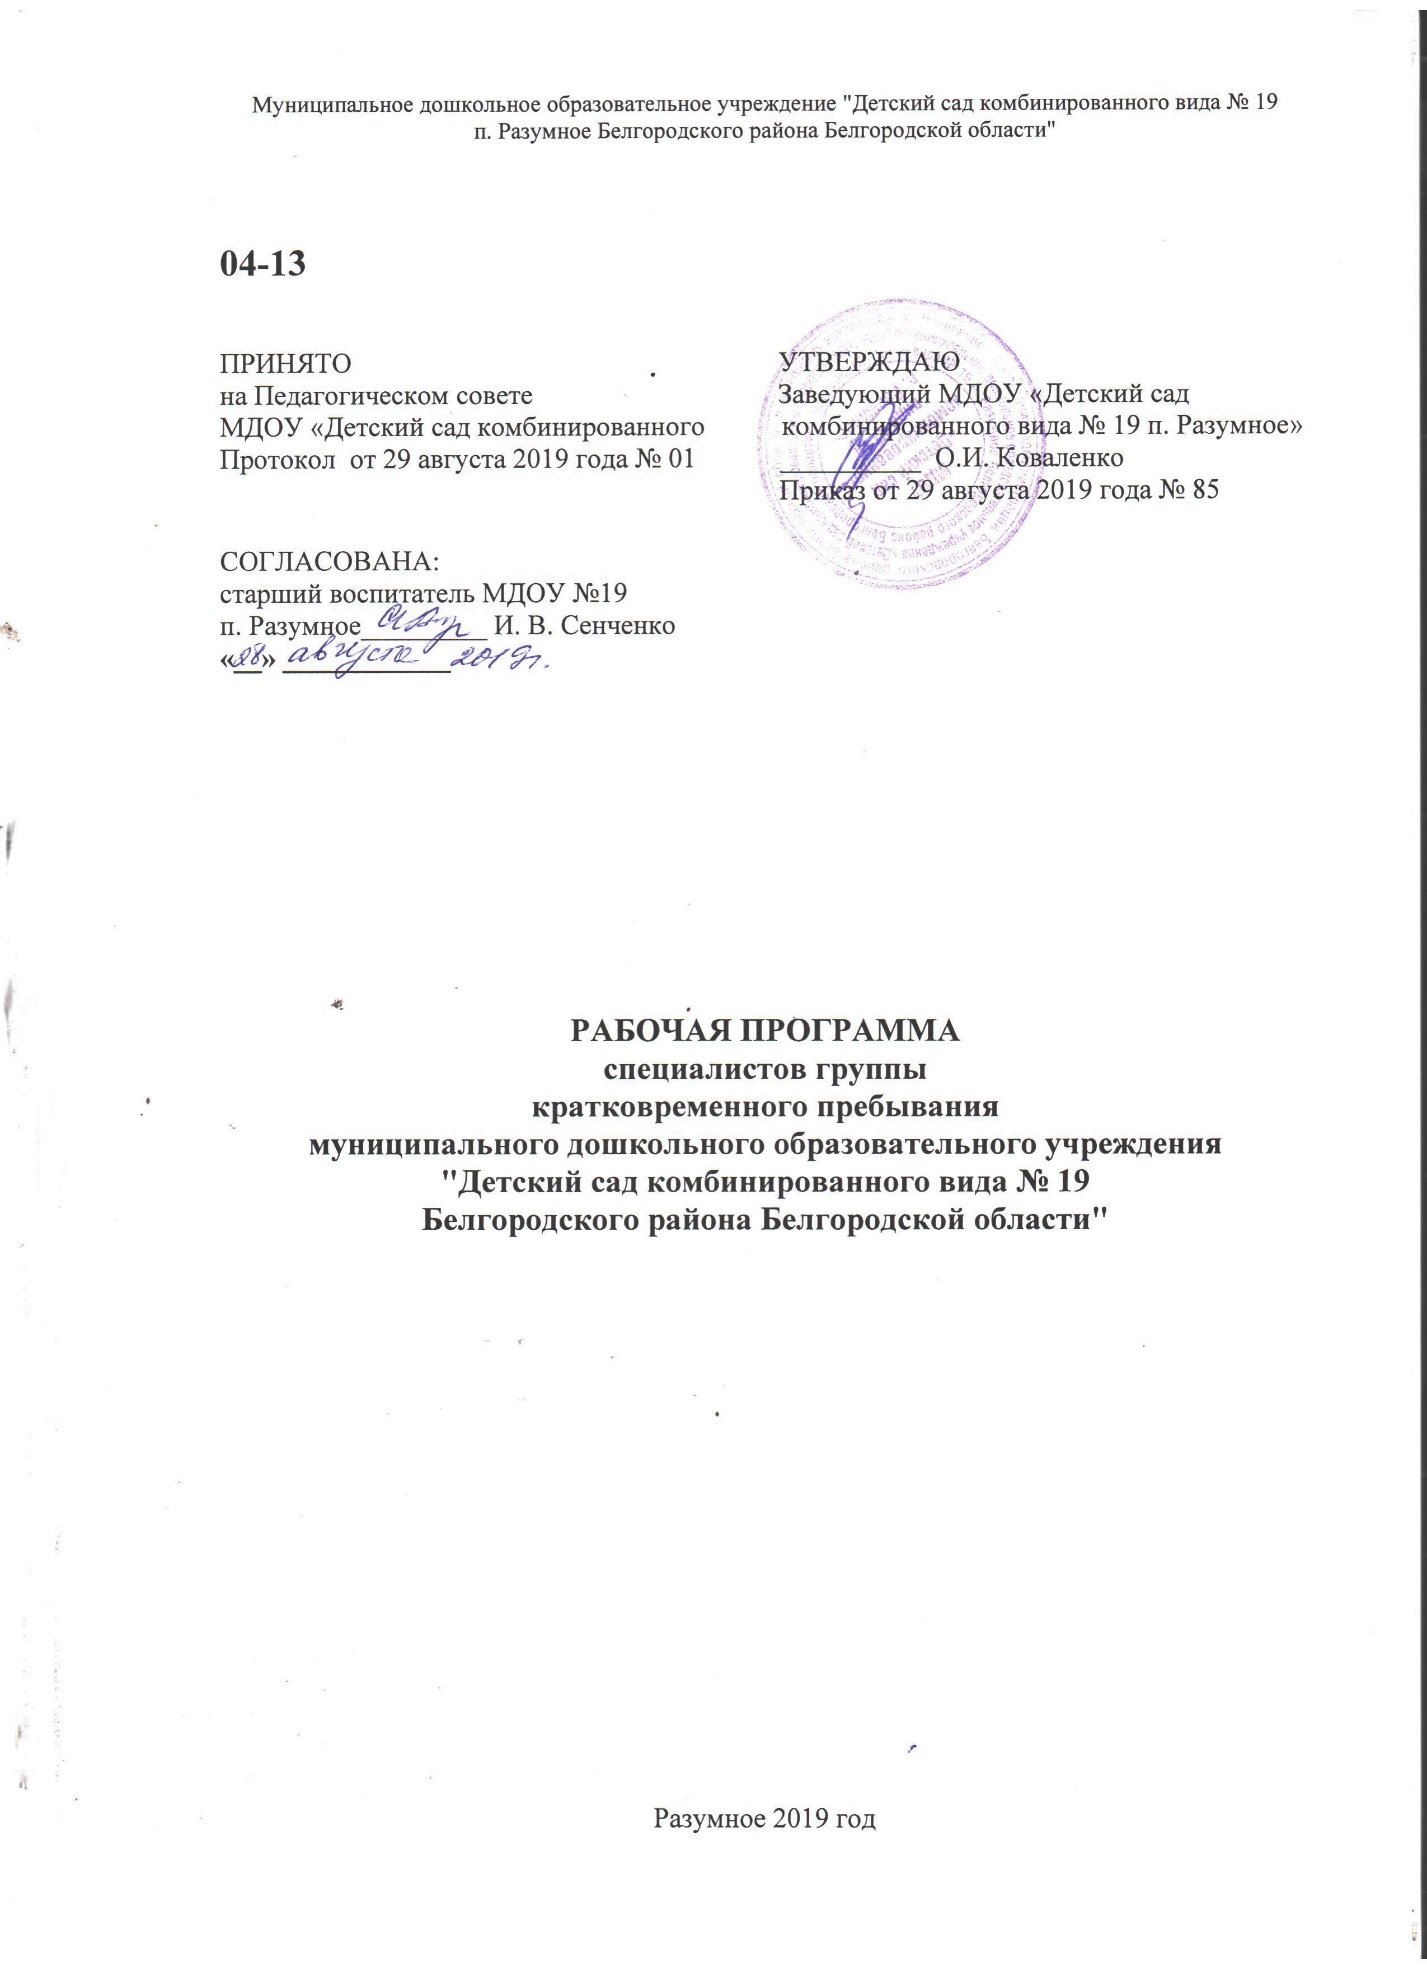 Муниципальное дошкольное образовательное учреждение "Детский сад комбинированного вида № 19
п. Разумное Белгородского района Белгородской области"
04-13
ПРИНЯТО
на Педагогическом совете
МДОУ «Детский сад комбинированного
Протокол от 29 августа 2019 года № 01
УТВЕРЖДАЮ
Заведующий МДОУ «Детский сад
комбинированного вида № 19 п. Разумное»
___________ О.И. Коваленко
Приказ от 29 августа 2019 года № 85
СОГЛАСОВАНА:
старший воспитатель МДОУ №19
п. Разумное_________ И. В. Сенченко
«28» августа 2019г.
РАБОЧАЯ ПРОГРАММА
специалистов группы
кратковременного пребывания
муниципального дошкольного образовательного учреждения
"Детский сад комбинированного вида № 19
Белгородского района Белгородской области"
Разумное 2019 год